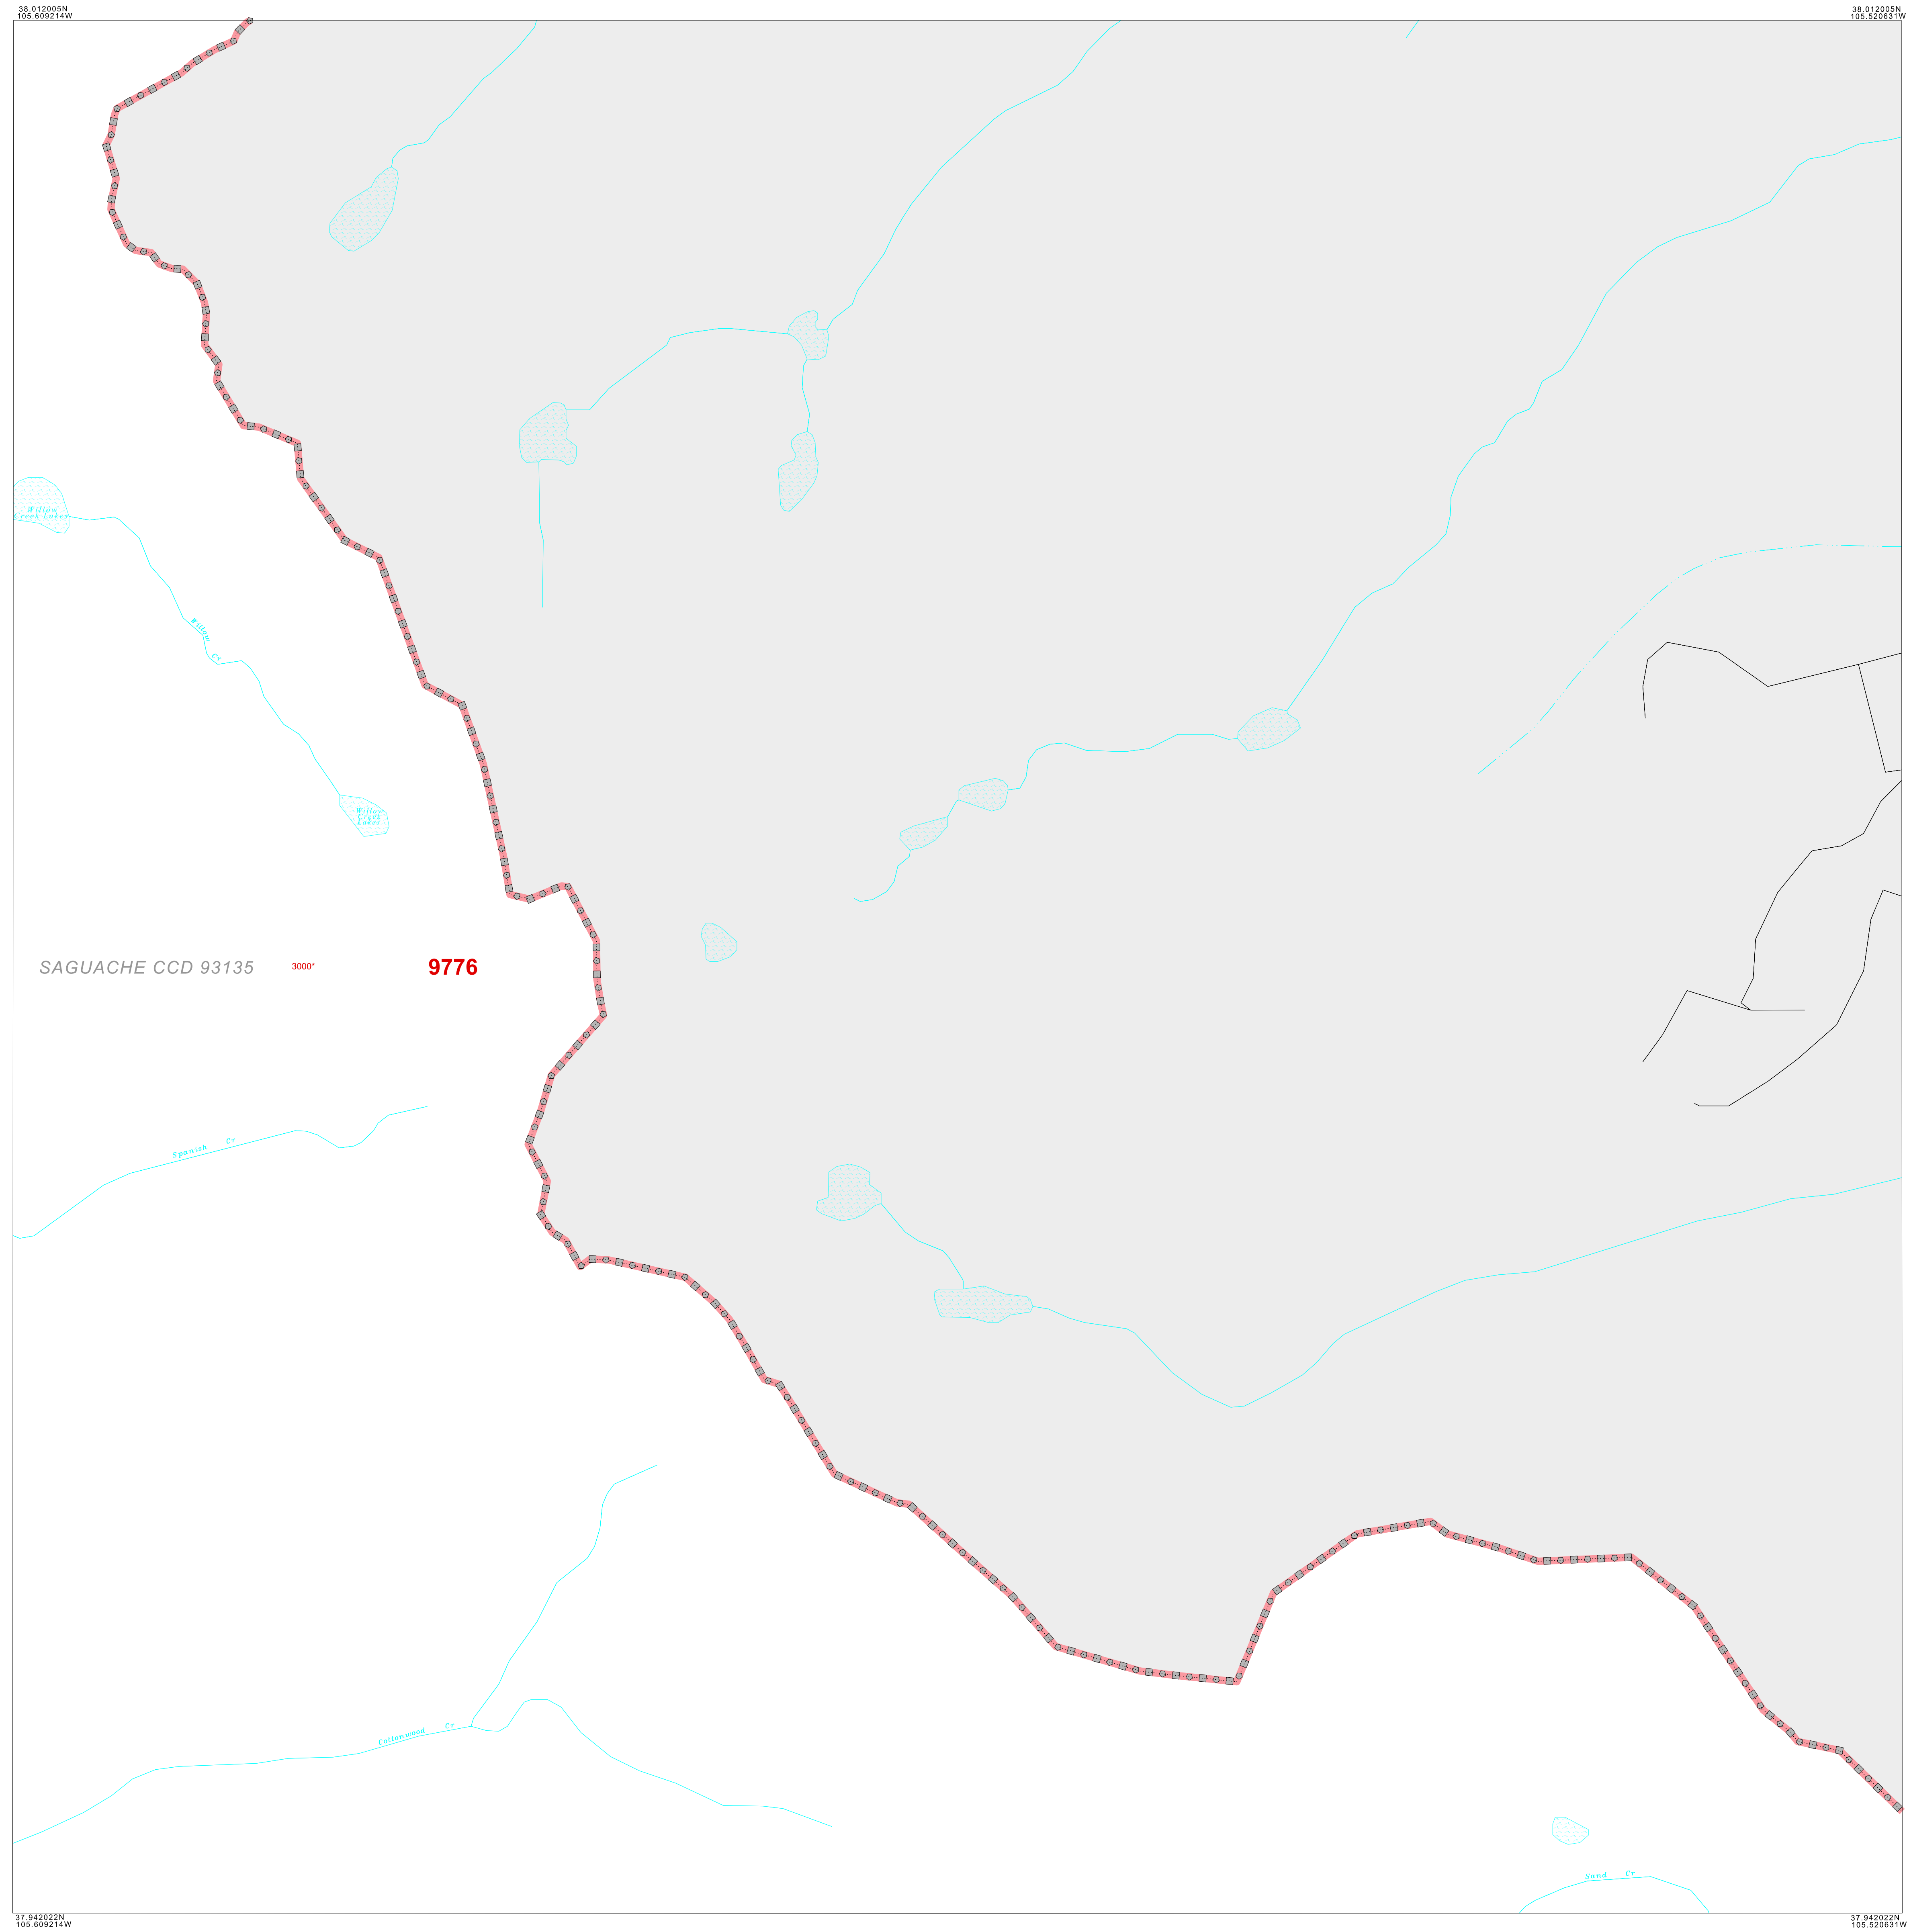 38.012005N
105.609214W
38.012005N
105.520631W
Willow
Creek Lakes
Willow Cr
Willow
Creek
Lakes
SAGUACHE CCD 93135
3000*
9776
Spanish Cr
Cottonwood Cr
Sand Cr
37.942022N
105.609214W
37.942022N
105.520631W